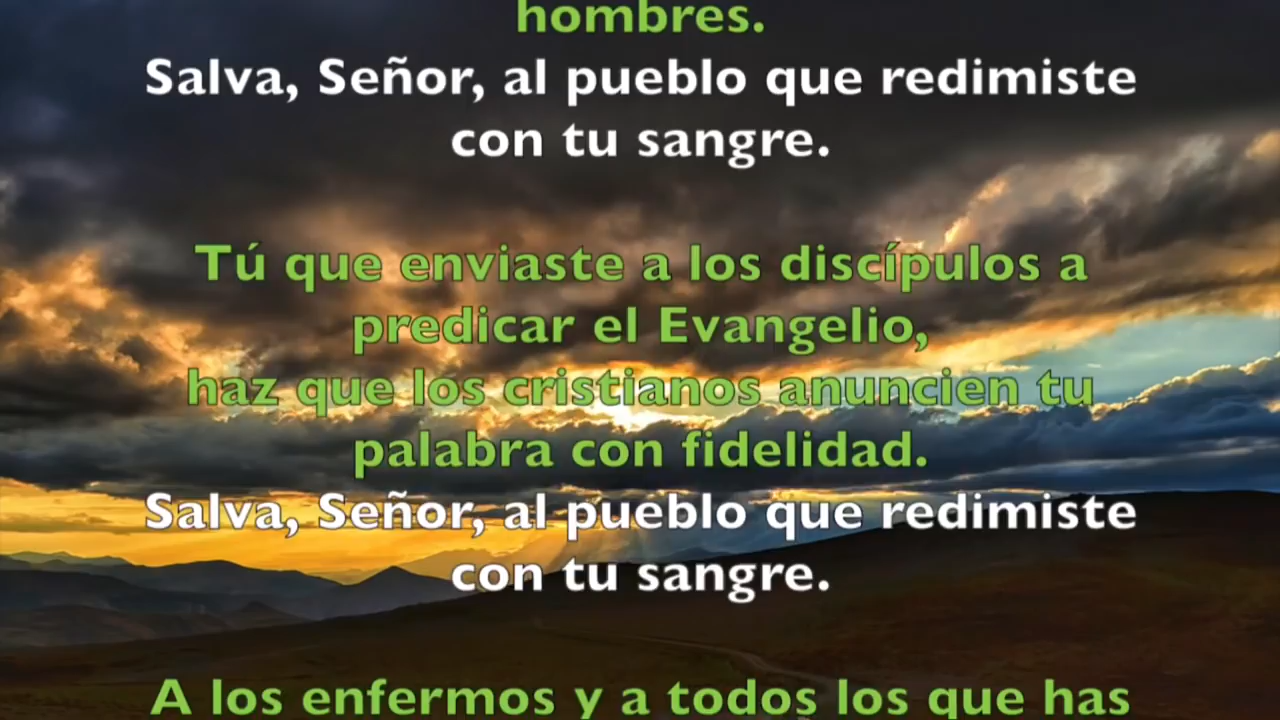 hombres.
Salva, Señor, al pueblo que redimiste
con tu sangre.
Tú que enviaste a los discípulos a
predicar el Evangelio,
haz que los cristianos anuncien tu
palabra con fidelidad.
Salva, Señor, al pueblo que redimiste
con tu sangre.
A los enfermos y a todos los que has